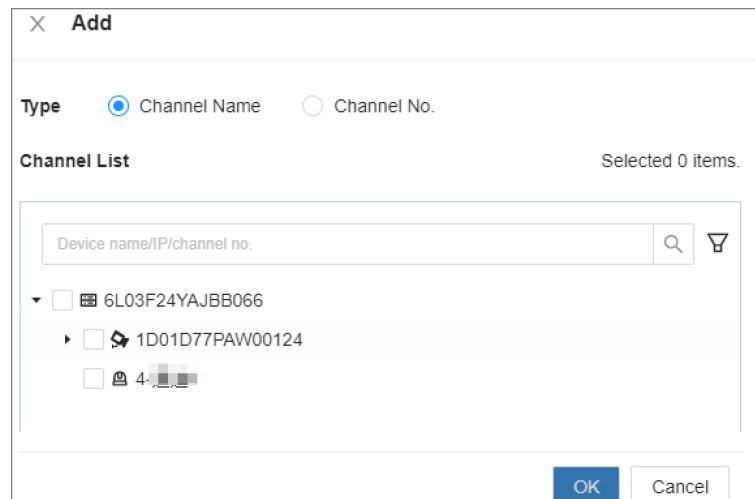 Add
Type Channel Name Channel No.
Channel List Selected 0 items.
Device name/IP/channel no.
6L03F24YAJBB066
1D01D77PAW00124
4-
OK Cancel